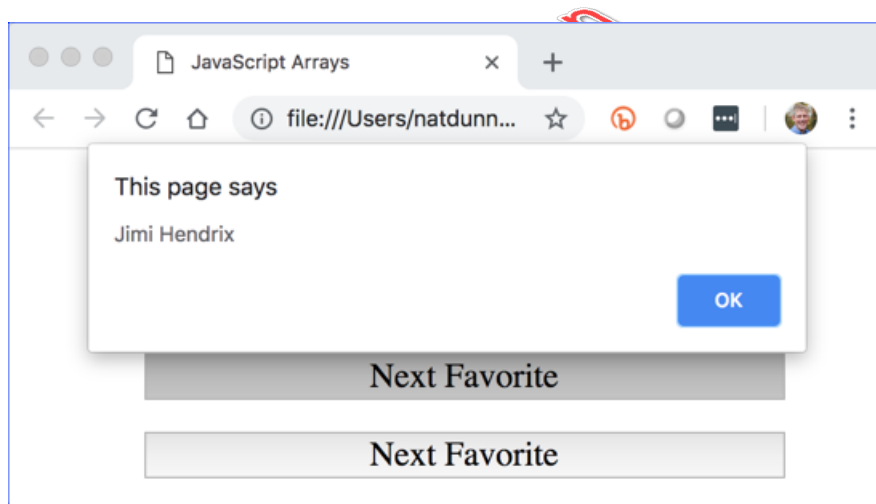 JavaScript Arrays
file:///Users/natdunn...
This page says
Jimi Hendrix
OK
Next Favorite
Next Favorite